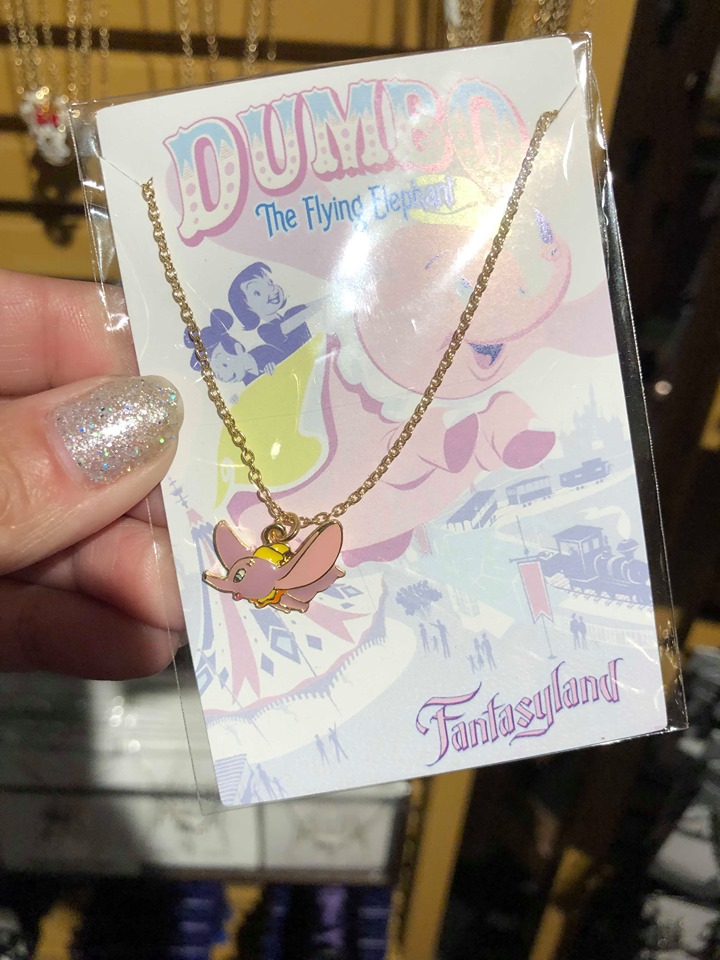 DUMBO
The Flying Elephant
Fantasyland